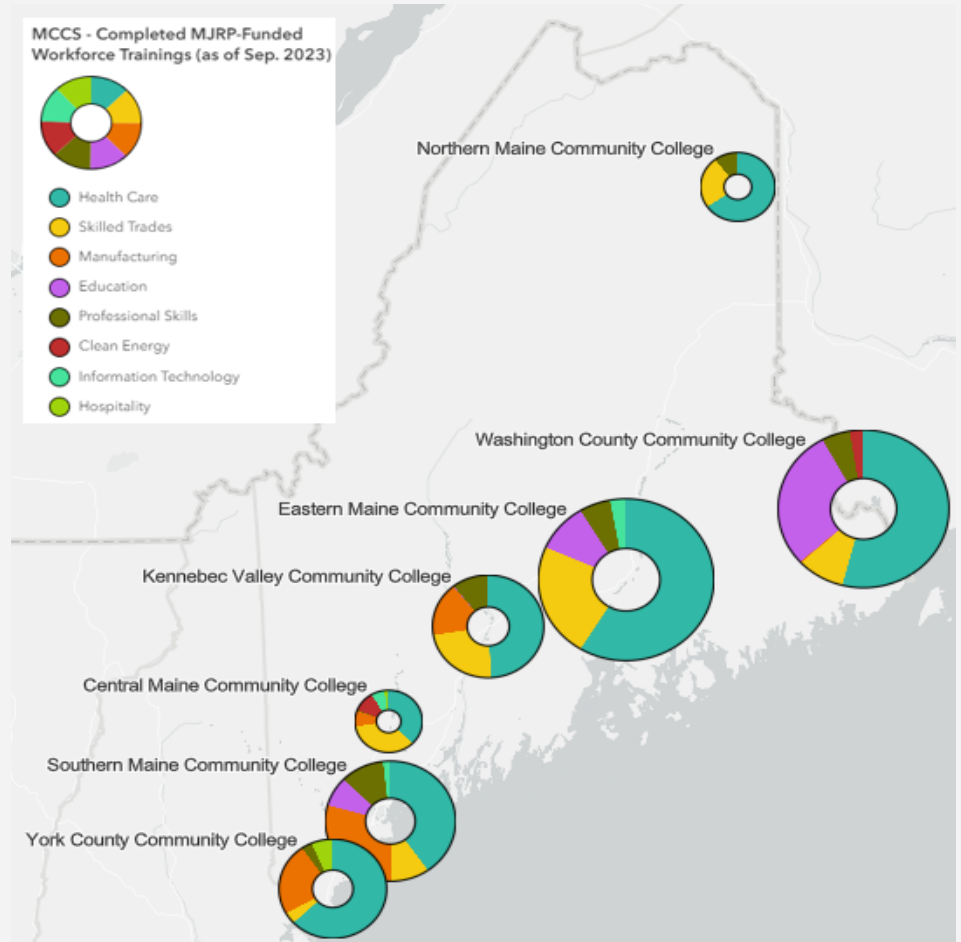 MCCS - Completed MJRP-Funded
Workforce Trainings (as of Sep. 2023)
Health Care
Skilled Trades
Manufacturing
Education
Professional Skills
Clean Energy
Information Technology
Hospitality
Northern Maine Community College
Washington County Community College
Eastern Maine Community College
Kennebec Valley Community College
Central Maine Community College
Southern Maine Community College
York County Community College